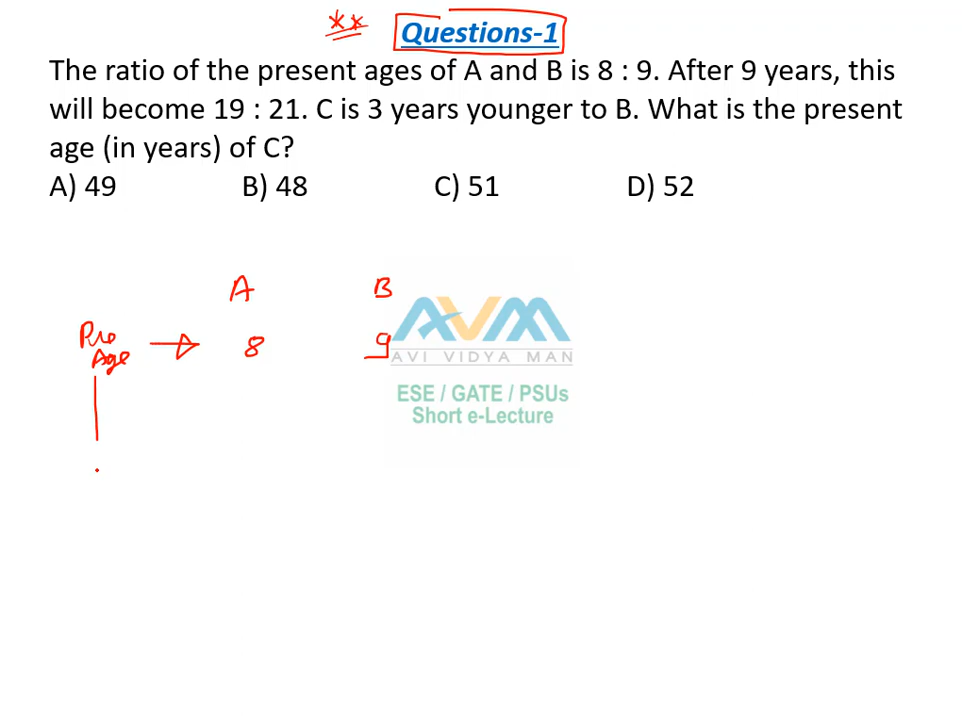 **
Questions-1
The ratio of the present ages of A and B is 8 : 9. After 9 years, this
will become 19 : 21. C is 3 years younger to B. What is the present
age (in years) of C?
A) 49 B) 48 C) 51 D) 52
A B
Pre 8 9
Age
AVM
AVI VIDYA MAN
ESE / GATE / PSUs
Short e-Lecture